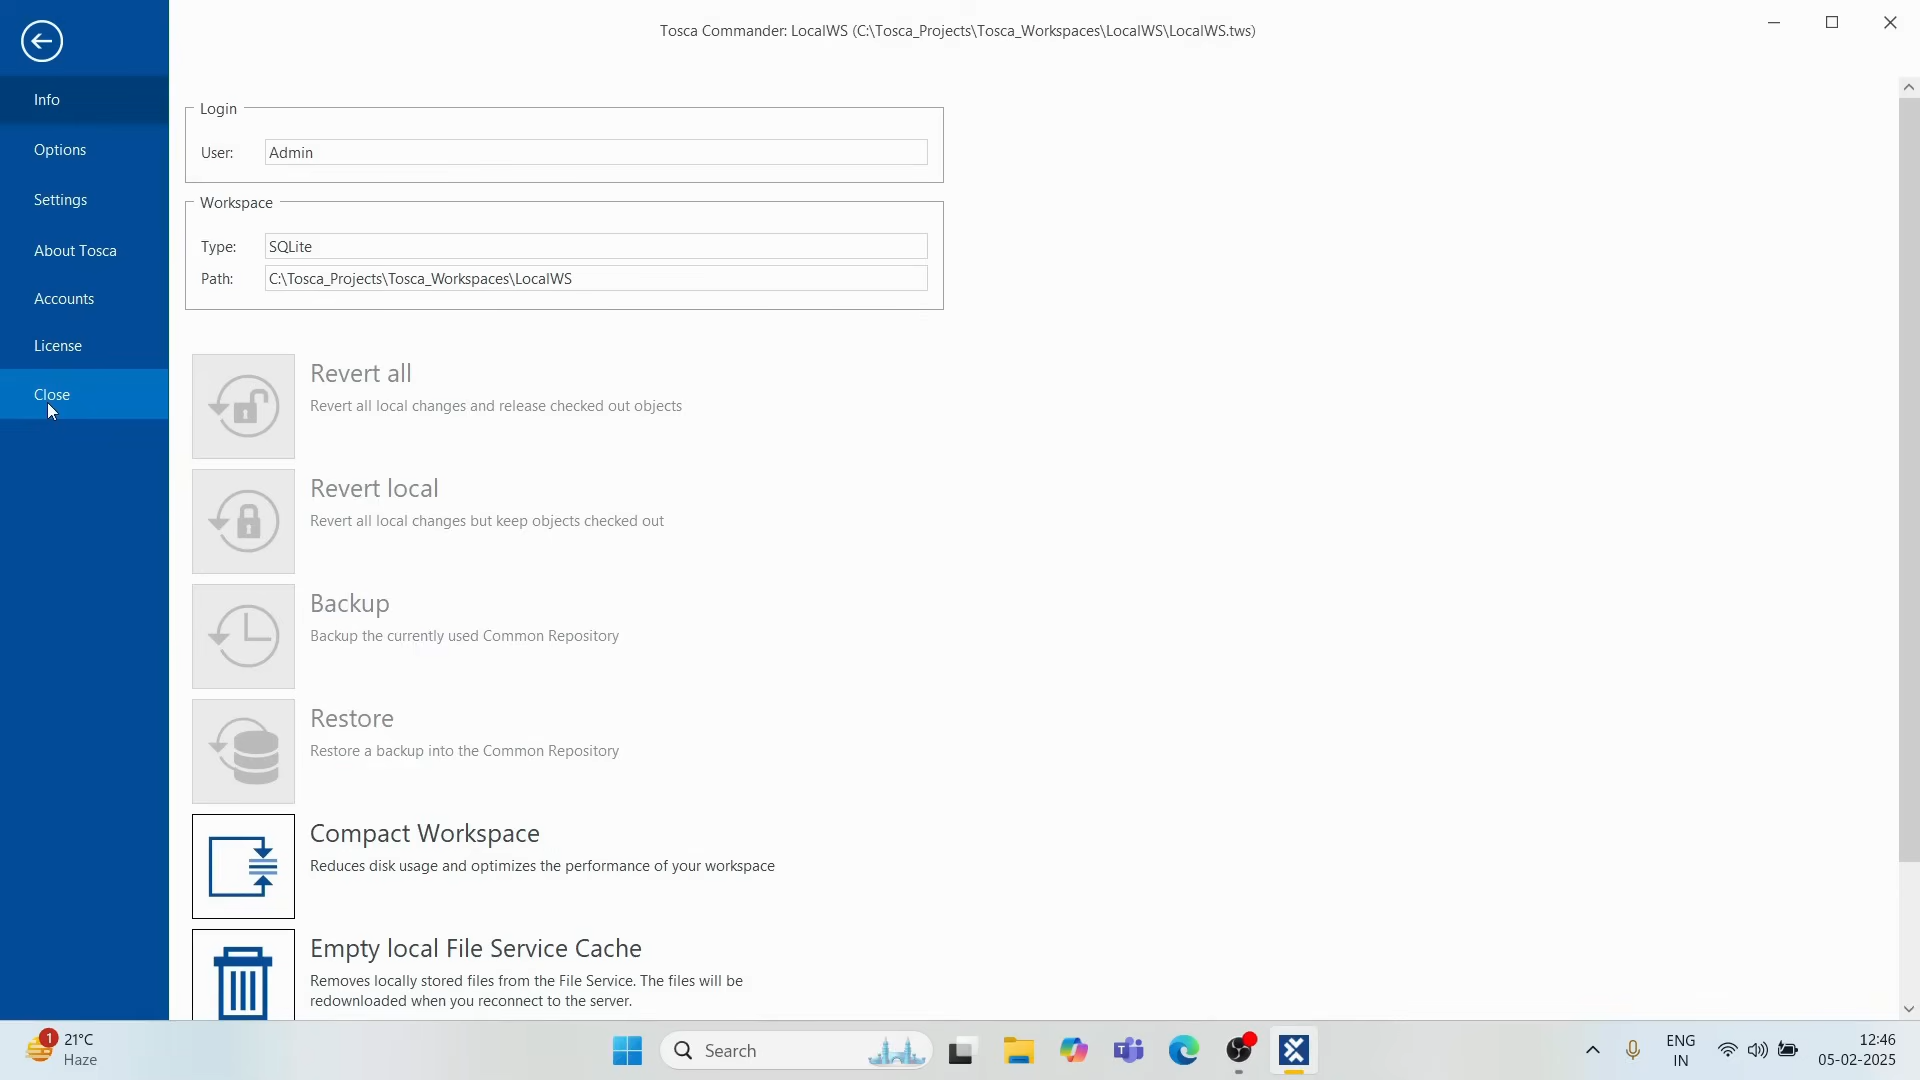 Tosca Commander: LocalWS (C:\Tosca_Projects\Tosca_Workspaces\LocalWS\LocalWS.tws)
Info
Options
Settings
About Tosca
Accounts
License
Close
Login
User:
Admin
Workspace
Type:
SQLite
Path:
C:\Tosca_Projects\Tosca_Workspaces\LocalWS
Revert all
Revert all local changes and release checked out objects
Revert local
Revert all local changes but keep objects checked out
Backup
Backup the currently used Common Repository
Restore
Restore a backup into the Common Repository
Compact Workspace
Reduces disk usage and optimizes the performance of your workspace
Empty local File Service Cache
Removes locally stored files from the File Service. The files will be
redownloaded when you reconnect to the server.
1
21°C
Haze
Search
ENG
IN
12:46
05-02-2025